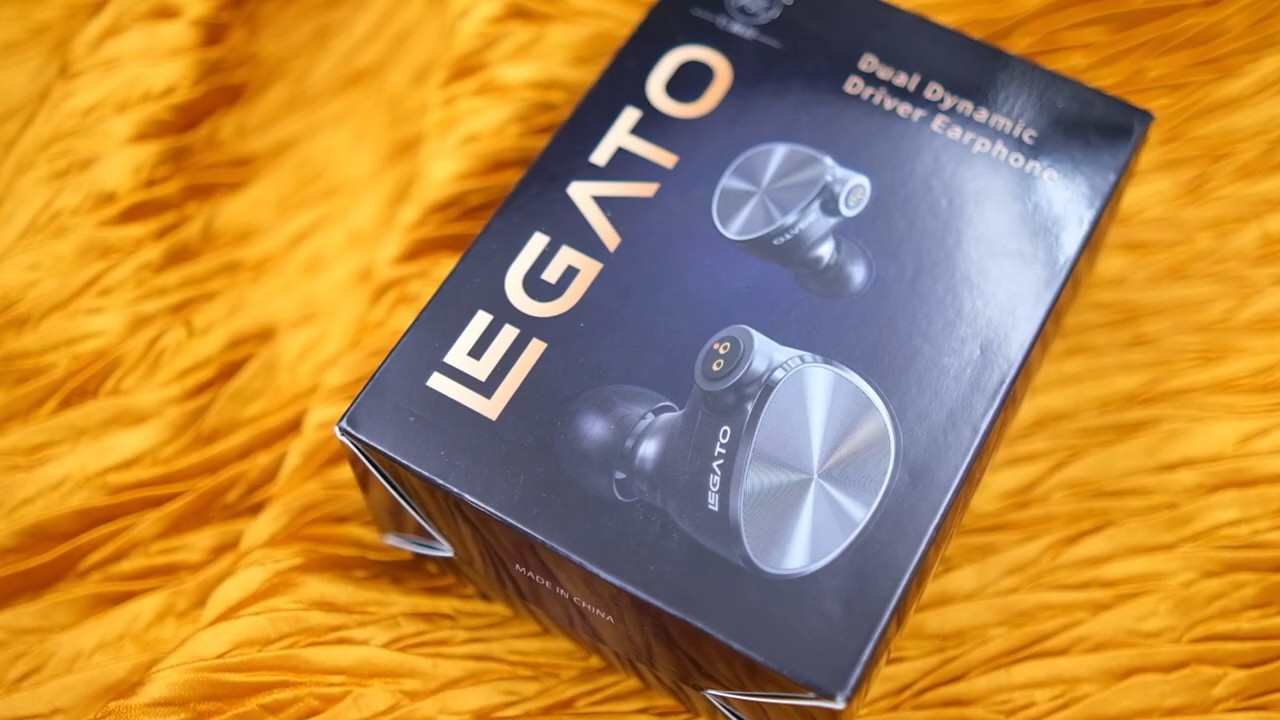 LEGATO
Dual Dynamic
Driver Earphone
LEGATO
LEGATO
MADE IN CHINA